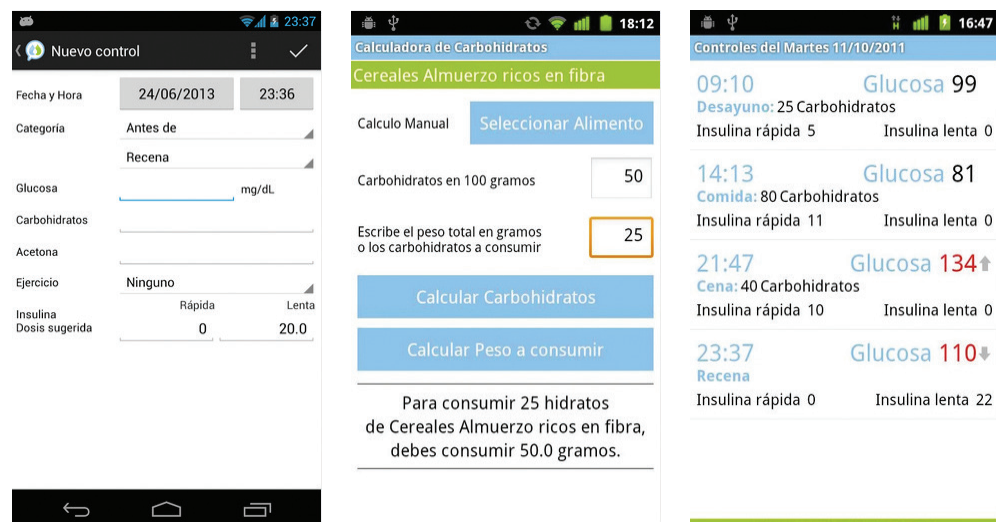 23:37
Nuevo control
Fecha y Hora 24/06/2013 23:36
Categoría Antes de
Recena
Glucosa mg/dL
Carbohidratos
Acetona
Ejercicio Ninguno
Rápida Lenta
Insulina
Dosis sugerida 0 20.0
18:12
Calculadora de Carbohidratos
Cereales Almuerzo ricos en fibra
Calculo Manual Seleccionar Alimento
Carbohidratos en 100 gramos 50
Escribe el peso total en gramos
o los carbohidratos a consumir 25
Calcular Carbohidratos
Calcular Peso a consumir
Para consumir 25 hidratos
de Cereales Almuerzo ricos en fibra,
debes consumir 50.0 gramos.
16:47
Controles del Martes 11/10/2011
09:10 Glucosa 99
Desayuno: 25 Carbohidratos
Insulina rápida 5 Insulina lenta 0
14:13 Glucosa 81
Comida: 80 Carbohidratos
Insulina rápida 11 Insulina lenta 0
21:47 Glucosa 134
Cena: 40 Carbohidratos
Insulina rápida 10 Insulina lenta 0
23:37 Glucosa 110
Recena
Insulina rápida 0 Insulina lenta 22